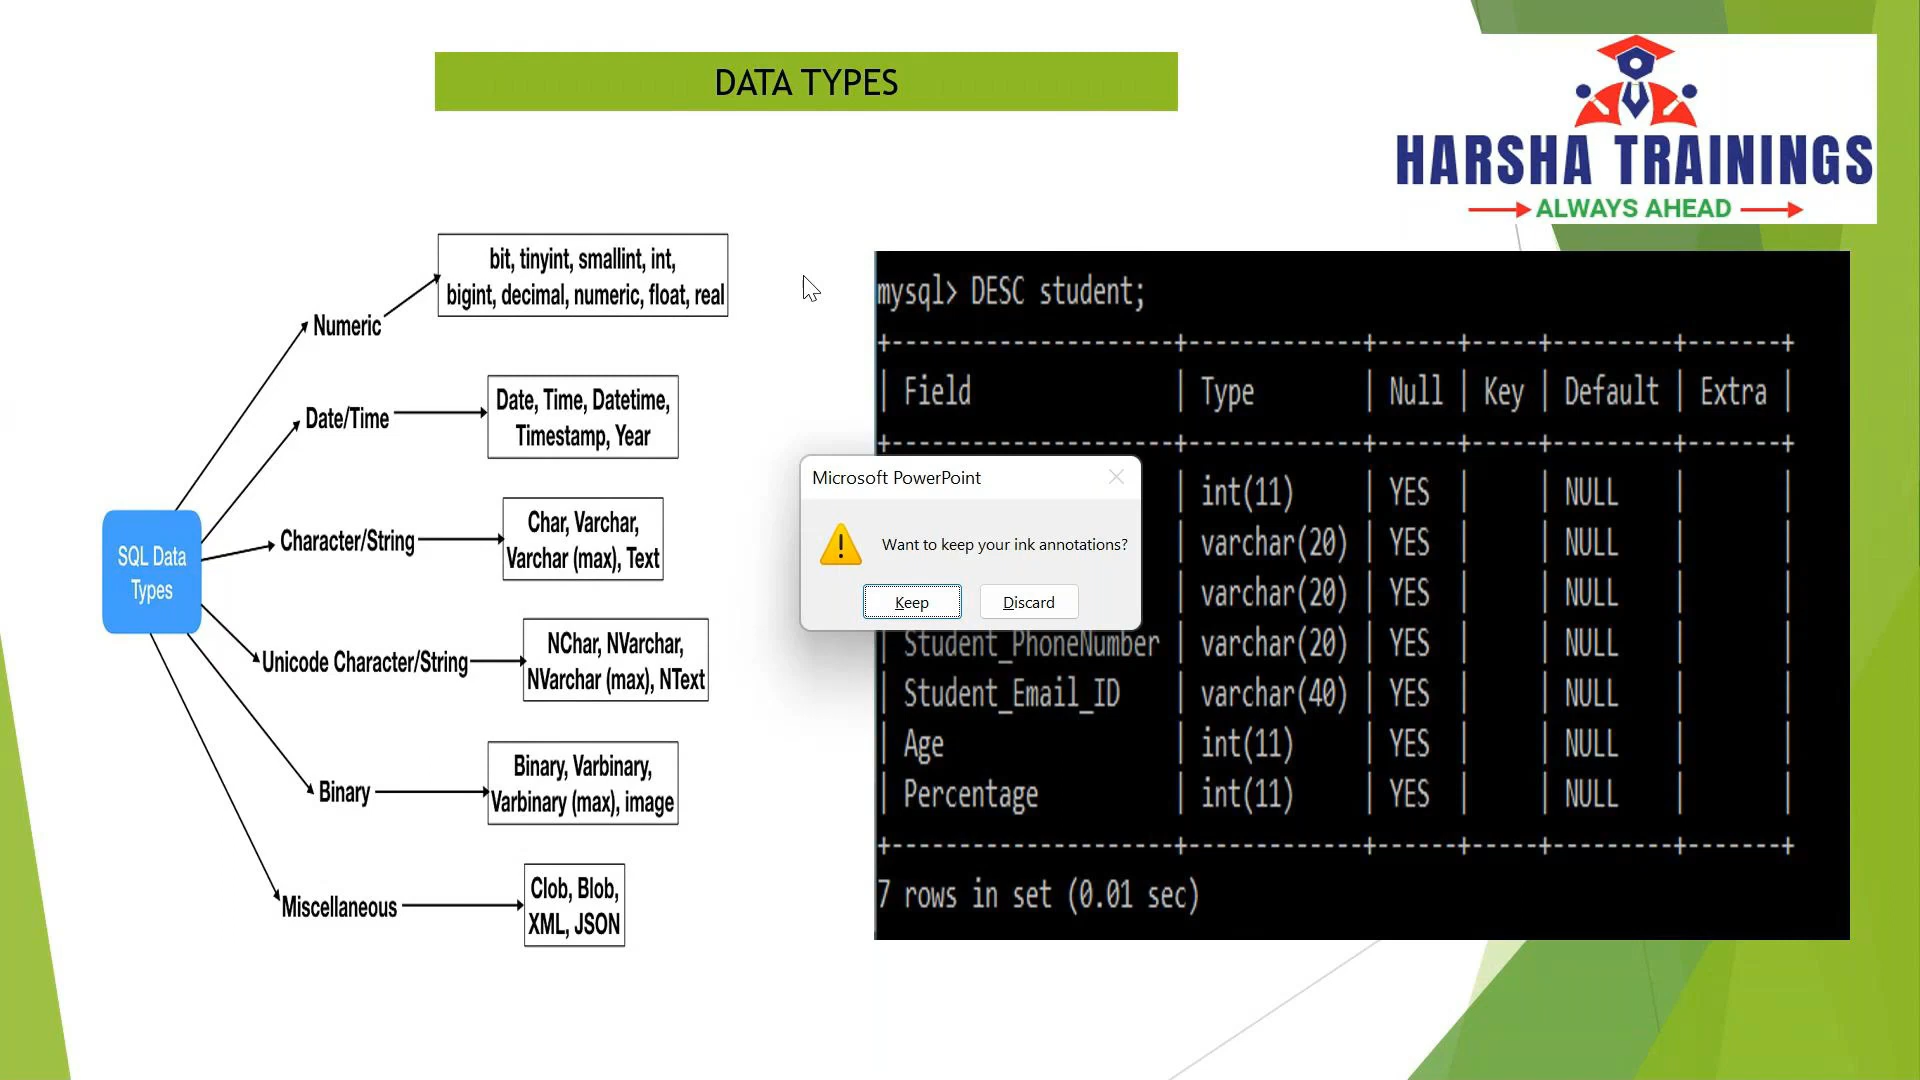 DATA TYPES
HARSHA TRAININGS
ALWAYS AHEAD
SQL Data
Types
Numeric
bit, tinyint, smallint, int,
bigint, decimal, numeric, float, real
Date/Time
Date, Time, Datetime,
Timestamp, Year
Character/String
Char, Varchar,
Varchar (max), Text
Unicode Character/String
NChar, NVarchar,
NVarchar (max), NText
Binary
Binary, Varbinary,
Varbinary (max), image
Miscellaneous
Clob, Blob,
XML, JSON
mysql> DESC student;
+---------------------+-------------+------+-----+---------+-------+
| Field | Type | Null | Key | Default | Extra |
+---------------------+-------------+------+-----+---------+-------+
| int(11) | YES | | NULL | |
| varchar(20) | YES | | NULL | |
| varchar(20) | YES | | NULL | |
| Student_PhoneNumber | varchar(20) | YES | | NULL | |
| Student_Email_ID | varchar(40) | YES | | NULL | |
| Age | int(11) | YES | | NULL | |
| Percentage | int(11) | YES | | NULL | |
+---------------------+-------------+------+-----+---------+-------+
7 rows in set (0.01 sec)
Microsoft PowerPoint
Want to keep your ink annotations?
Keep
Discard